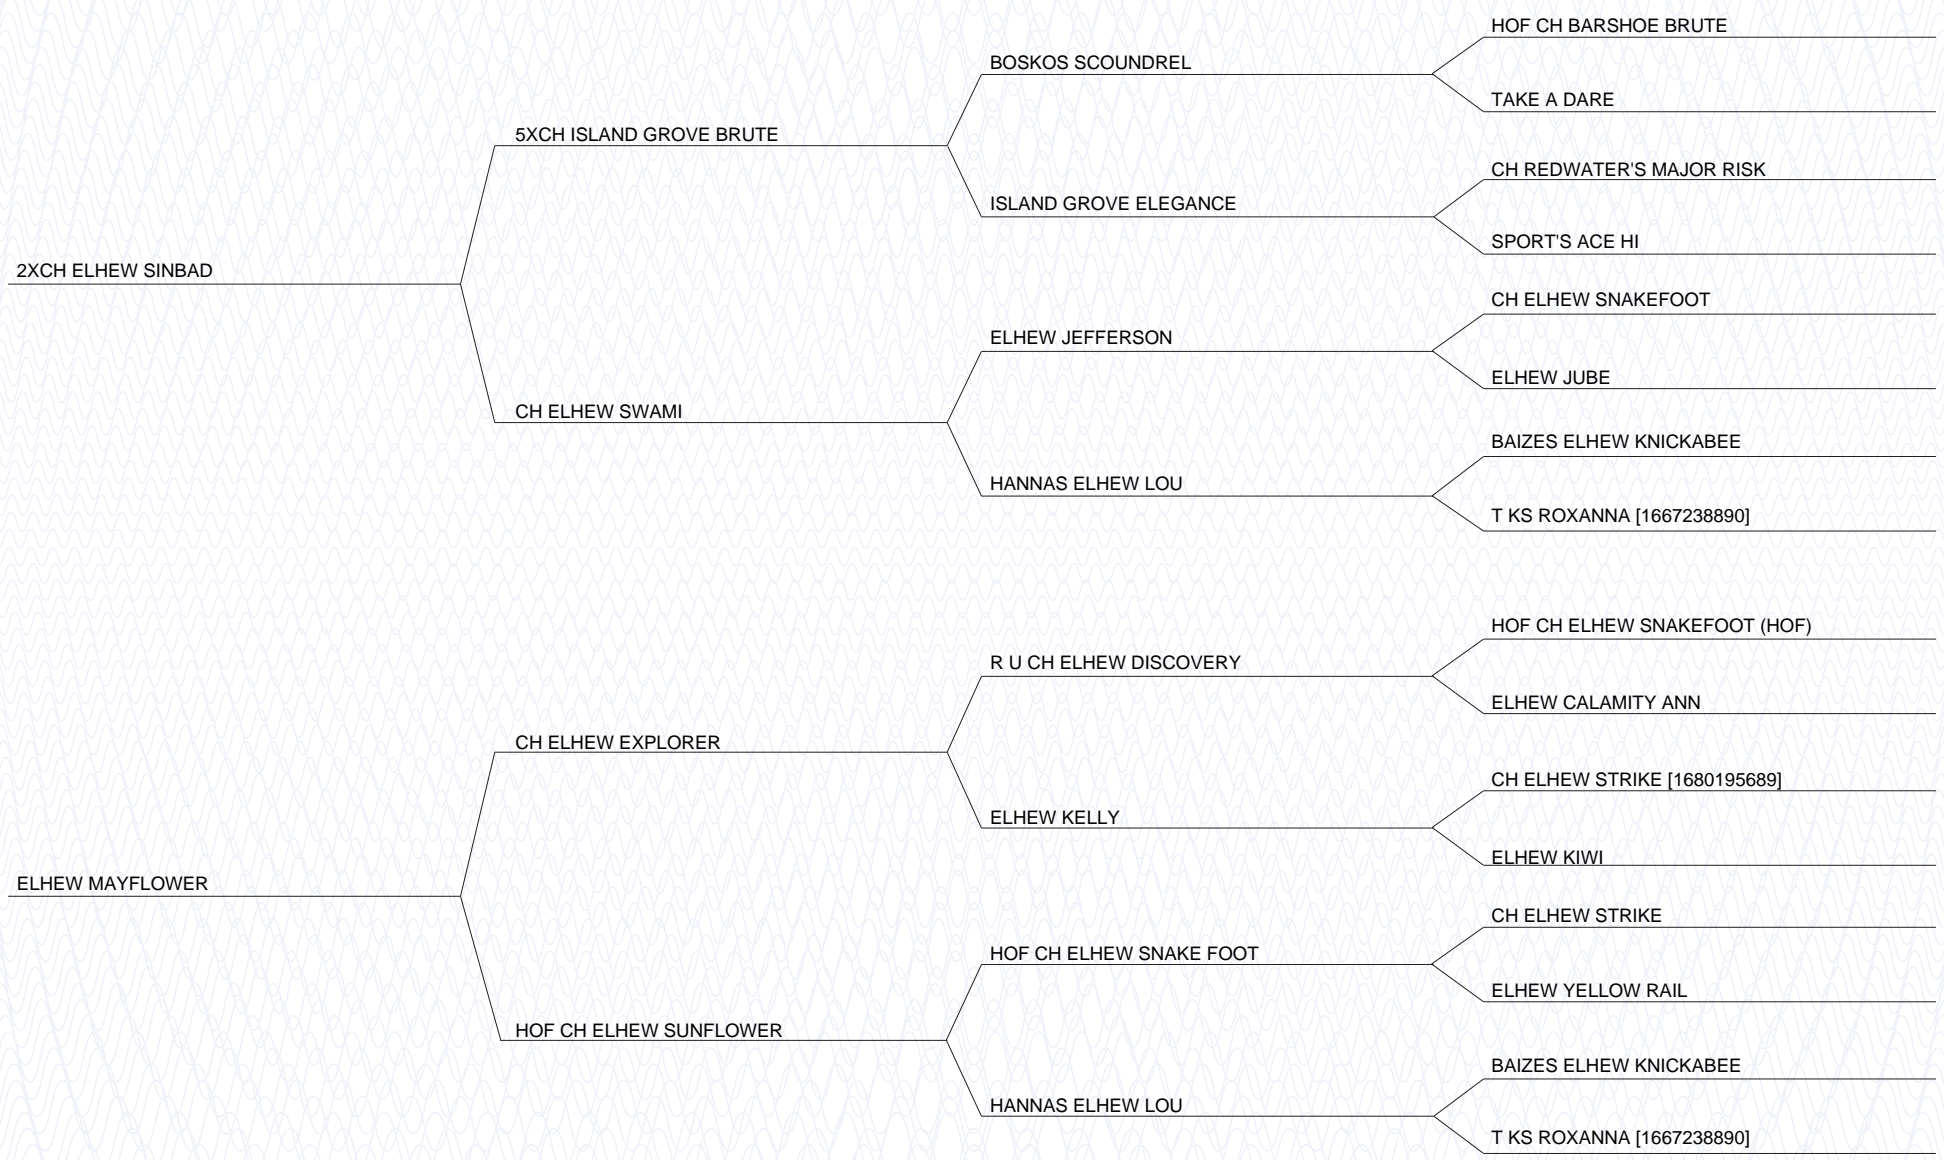 HOF CH BARSHOE BRUTE
BOSKOS SCOUNDREL
TAKE A DARE
5XCH ISLAND GROVE BRUTE
CH REDWATER'S MAJOR RISK
ISLAND GROVE ELEGANCE
SPORT'S ACE HI
2XCH ELHEW SINBAD
CH ELHEW SNAKEFOOT
ELHEW JEFFERSON
ELHEW JUBE
CH ELHEW SWAMI
BAIZES ELHEW KNICKABEE
HANNAS ELHEW LOU
T KS ROXANNA [1667238890]
HOF CH ELHEW SNAKEFOOT (HOF)
R U CH ELHEW DISCOVERY
ELHEW CALAMITY ANN
CH ELHEW EXPLORER
CH ELHEW STRIKE [1680195689]
ELHEW KELLY
ELHEW KIWI
ELHEW MAYFLOWER
CH ELHEW STRIKE
HOF CH ELHEW SNAKE FOOT
ELHEW YELLOW RAIL
HOF CH ELHEW SUNFLOWER
BAIZES ELHEW KNICKABEE
HANNAS ELHEW LOU
T KS ROXANNA [1667238890]